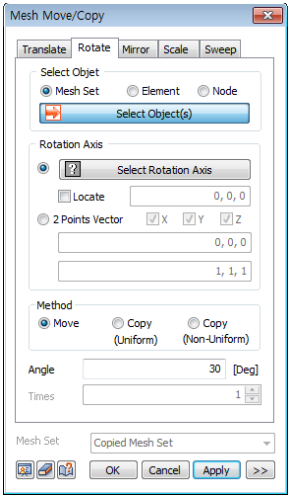 Mesh Move/Copy
Translate Rotate Mirror Scale Sweep
Select Objet
Mesh Set Element Node
Select Object(s)
Rotation Axis
Select Rotation Axis
Locate 0, 0, 0
2 Points Vector X Y Z
0, 0, 0
1, 1, 1
Method
Move Copy (Uniform) Copy (Non-Uniform)
Angle 30 [Deg]
Times 1
Mesh Set Copied Mesh Set
OK Cancel Apply >>